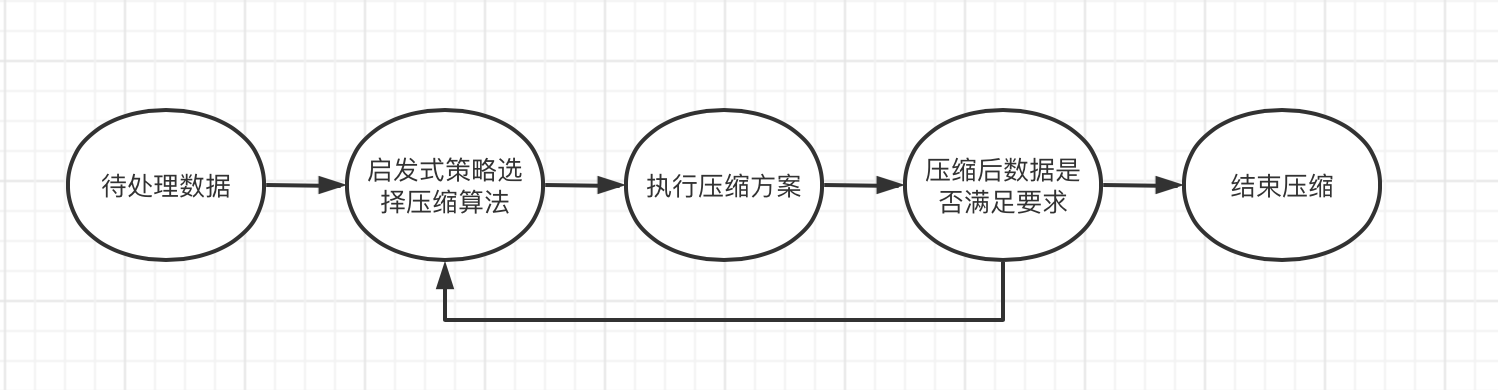 待处理数据
启发式策略选
择压缩算法
执行压缩方案
压缩后数据是
否满足要求
结束压缩